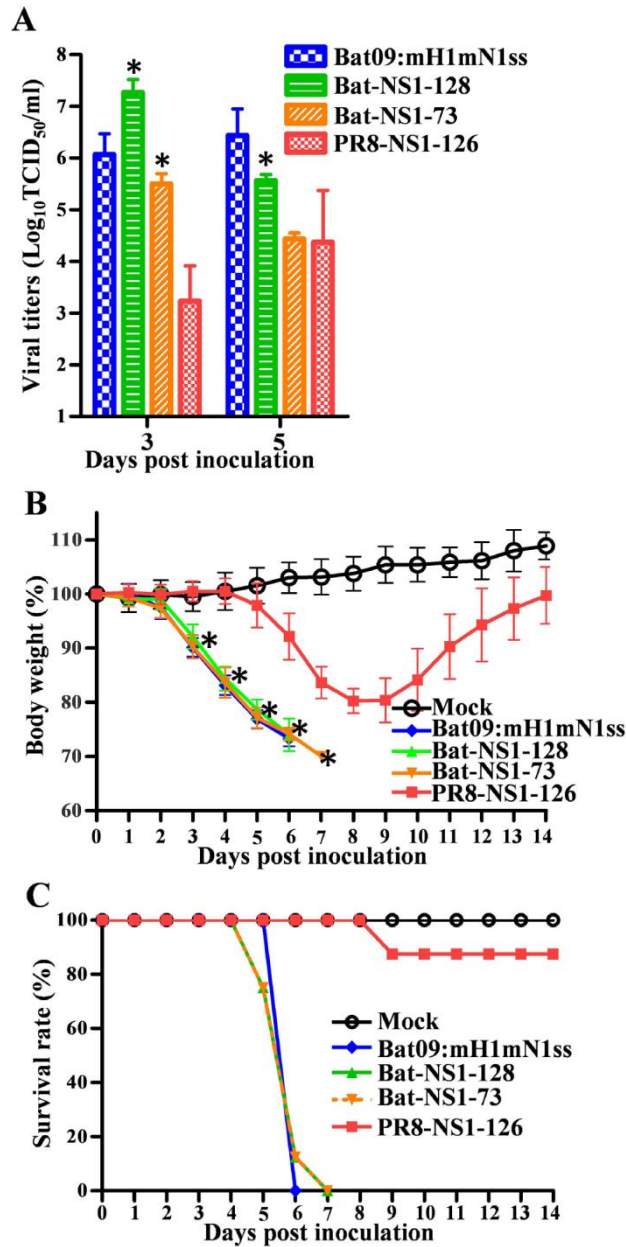 A
Viral titers (Log10TCID50/ml)
8
7
6
5
4
3
2
1
* * *
3 5
Days post inoculation
Bat09:mH1mN1ss
Bat-NS1-128
Bat-NS1-73
PR8-NS1-126
B
Body weight (%)
110
100
90
80
70
60
* * * * *
Mock
Bat09:mH1mN1ss
Bat-NS1-128
Bat-NS1-73
PR8-NS1-126
0 1 2 3 4 5 6 7 8 9 10 11 12 13 14
Days post inoculation
C
Survival rate (%)
100
80
60
40
20
0
Mock
Bat09:mH1mN1ss
Bat-NS1-128
Bat-NS1-73
PR8-NS1-126
0 1 2 3 4 5 6 7 8 9 10 11 12 13 14
Days post inoculation